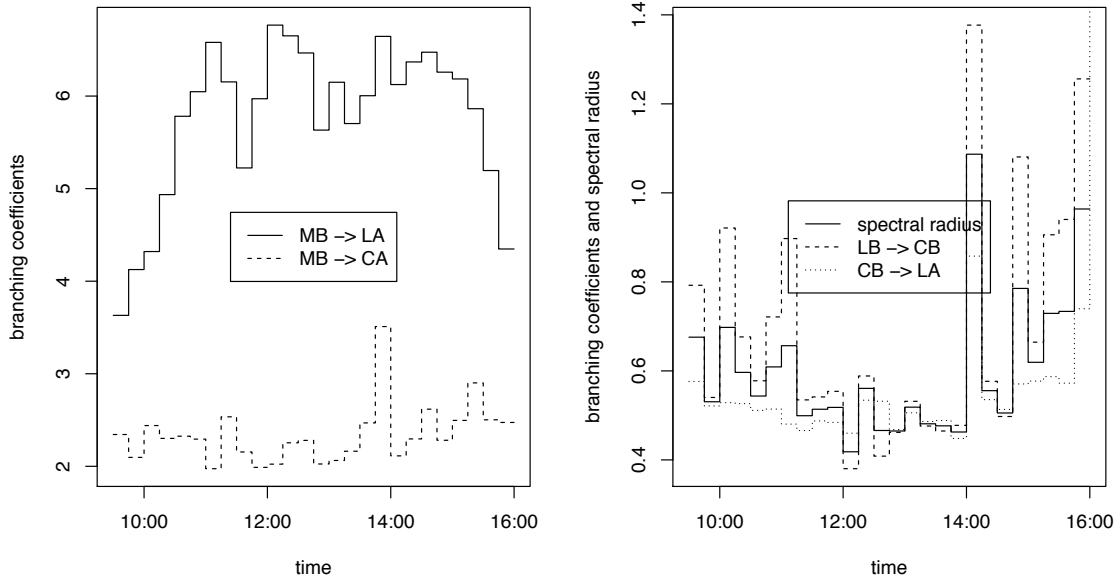 branching coefficients
6
5
4
3
2
MB −> LA
MB −> CA
10:00
12:00
14:00
16:00
time
branching coefficients and spectral radius
1.4
1.2
1.0
0.8
0.6
0.4
spectral radius
LB −> CB
CB −> LA
10:00
12:00
14:00
16:00
time